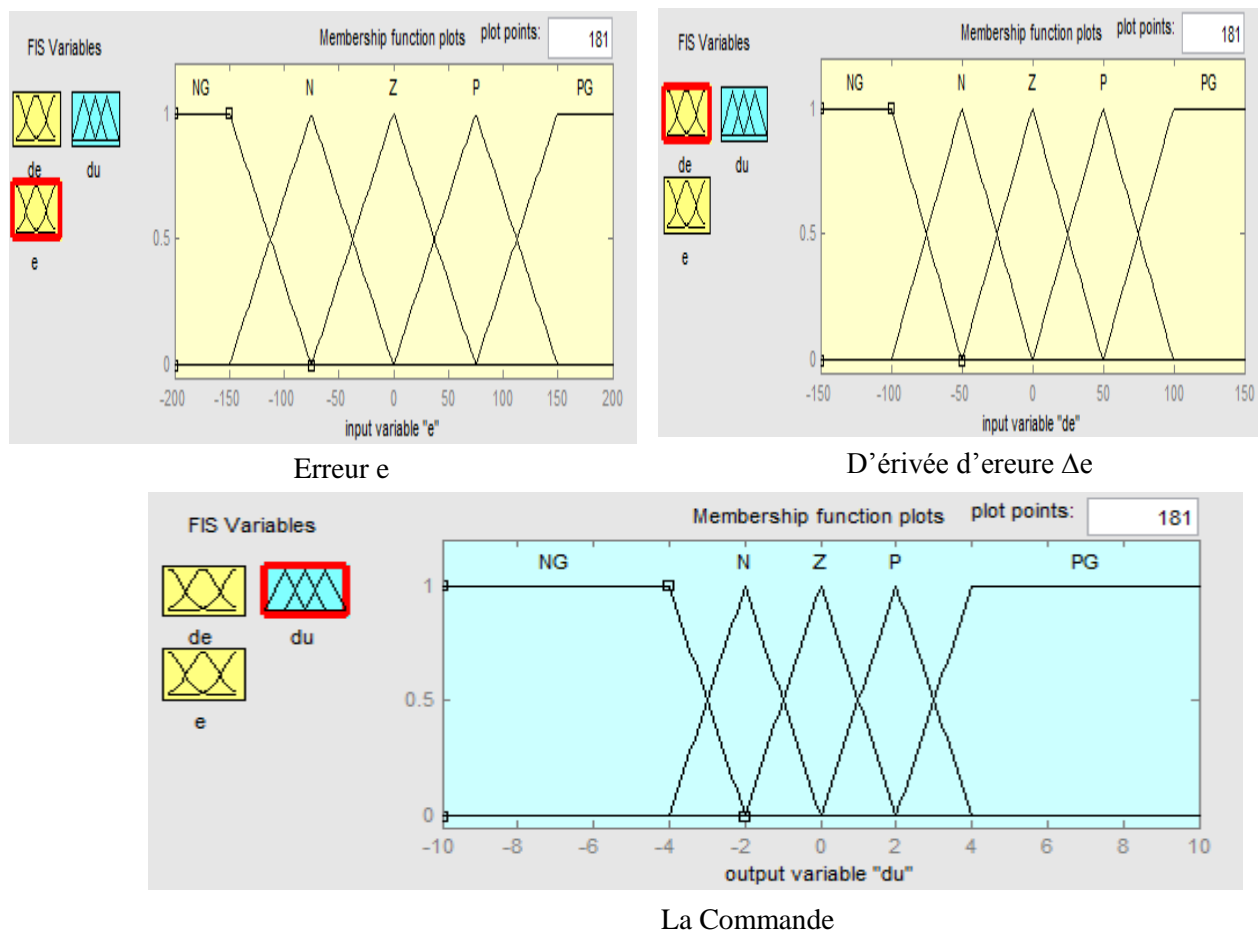 FIS Variables
Membership function plots plot points: 181
NG N Z P PG
de du
e
1
0.5
0
-200 -150 -100 -50 0 50 100 150 200
input variable "e"
Erreur e
FIS Variables
Membership function plots plot points: 181
NG N Z P PG
de du
e
1
0.5
0
-150 -100 -50 0 50 100 150
input variable "de"
D’érivée d’ereure Δe
FIS Variables
Membership function plots plot points: 181
NG N Z P PG
de du
e
1
0.5
0
-10 -8 -6 -4 -2 0 2 4 6 8 10
output variable "du"
La Commande